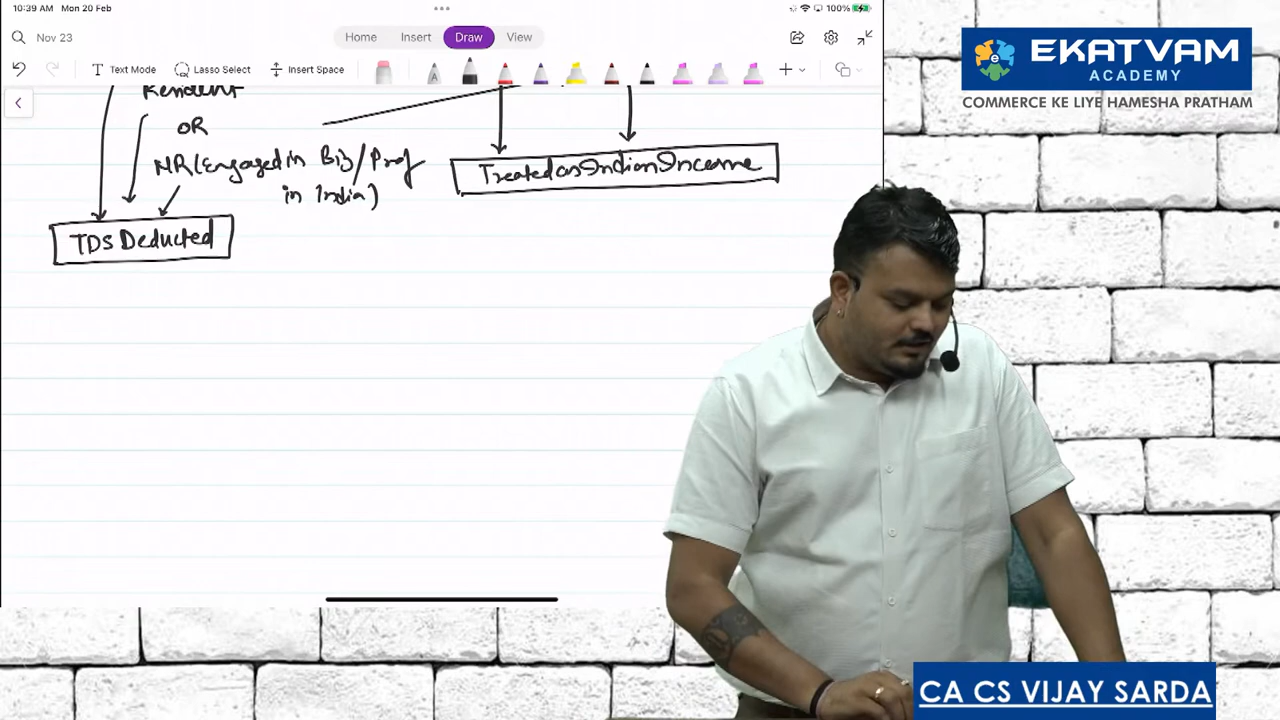 10:39 AM Mon 20 Feb
100%
Nov 23
Home Insert Draw View
Text Mode Lasso Select Insert Space
Resident
OR
NR (Engaged in Biz/Prof
in India)
TDS Deducted
Treated as Indian Income
EKATVAM
ACADEMY
COMMERCE KE LIYE HAMESHA PRATHAM
CA CS VIJAY SARDA